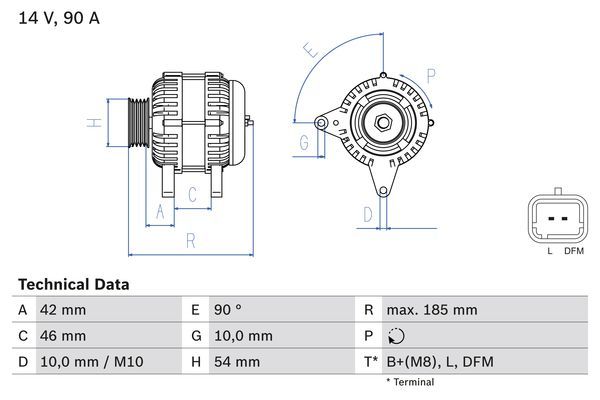 14 V, 90 A
E
P
H
G
A
C
D
R
L DFM
Technical Data
A 42 mm E 90 ° R max. 185 mm
C 46 mm G 10,0 mm P
D 10,0 mm / M10 H 54 mm T* B+(M8), L, DFM
* Terminal